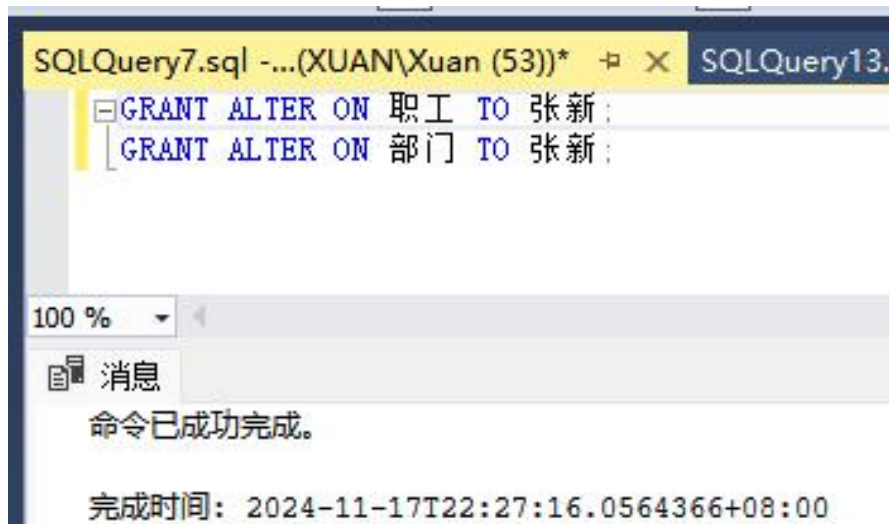 SQLQuery7.sql -...(XUAN\Xuan (53))*
SQLQuery13.
GRANT ALTER ON 职工 TO 张新;
GRANT ALTER ON 部门 TO 张新;
100 %
消息
命令已成功完成。
完成时间: 2024-11-17T22:27:16.0564366+08:00